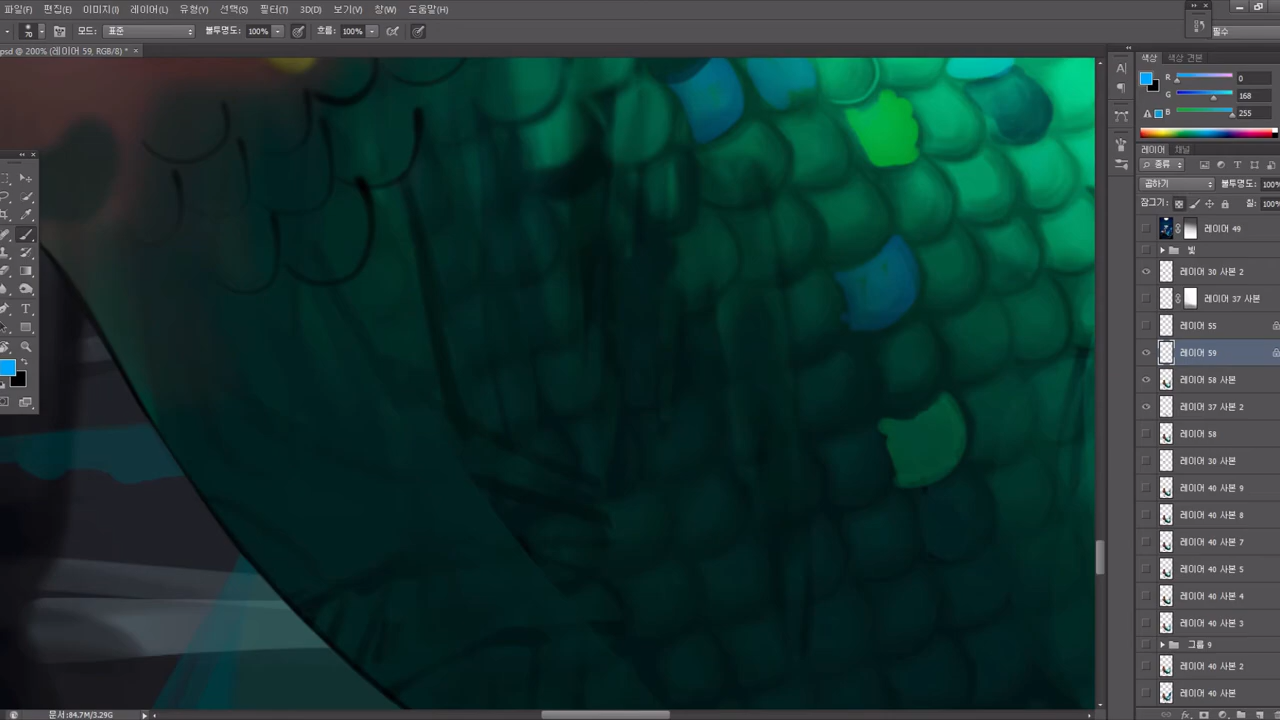 파일(F) 편집(E) 이미지(I) 레이어(L) 유형(Y) 선택(S) 필터(T) 3D(D) 보기(V) 창(W) 도움말(H)
70 모드: 표준 불투명도: 100% 흐름: 100% 필수
psd @ 200% (레이어 59, RGB/8) *
색상 색상 견본
R 0
G 168
B 255
레이어 채널
종류
곱하기 불투명도: 100%
잠그기: 칠: 100%
레이어 49
빛
레이어 30 사본 2
레이어 37 사본
레이어 55
레이어 59
레이어 58 사본
레이어 37 사본 2
레이어 58
레이어 30 사본
레이어 40 사본 9
레이어 40 사본 8
레이어 40 사본 7
레이어 40 사본 5
레이어 40 사본 4
레이어 40 사본 3
그룹 9
레이어 40 사본 2
레이어 40 사본
문서:84.7M/3.29G